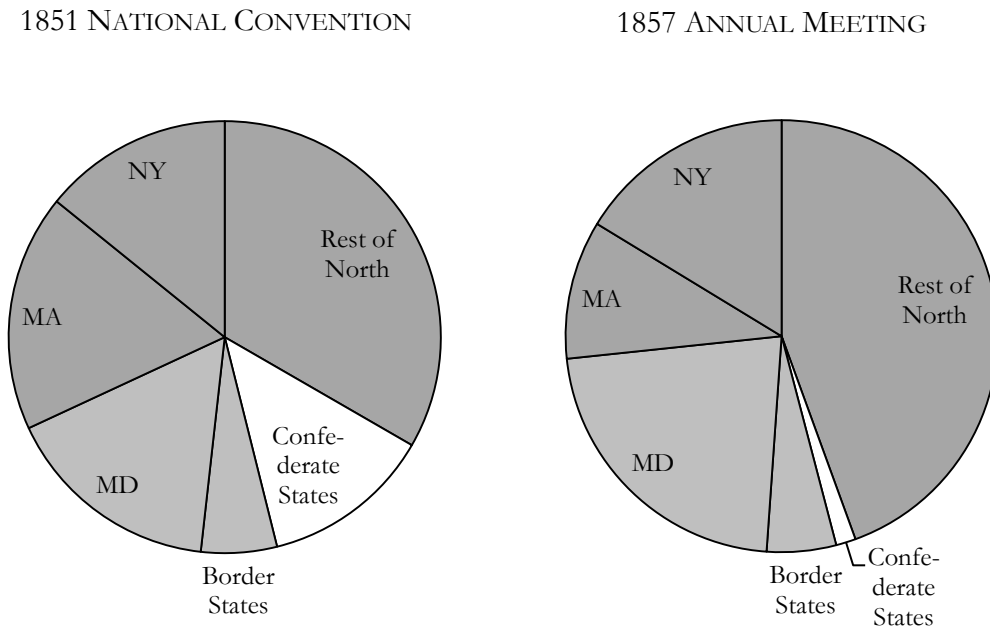 1851 NATIONAL CONVENTION
NY
Rest of
North
MA
Confe-
derate
States
MD
Border
States
1857 ANNUAL MEETING
NY
Rest of
North
MA
MD
Border
States
Confe-
derate
States